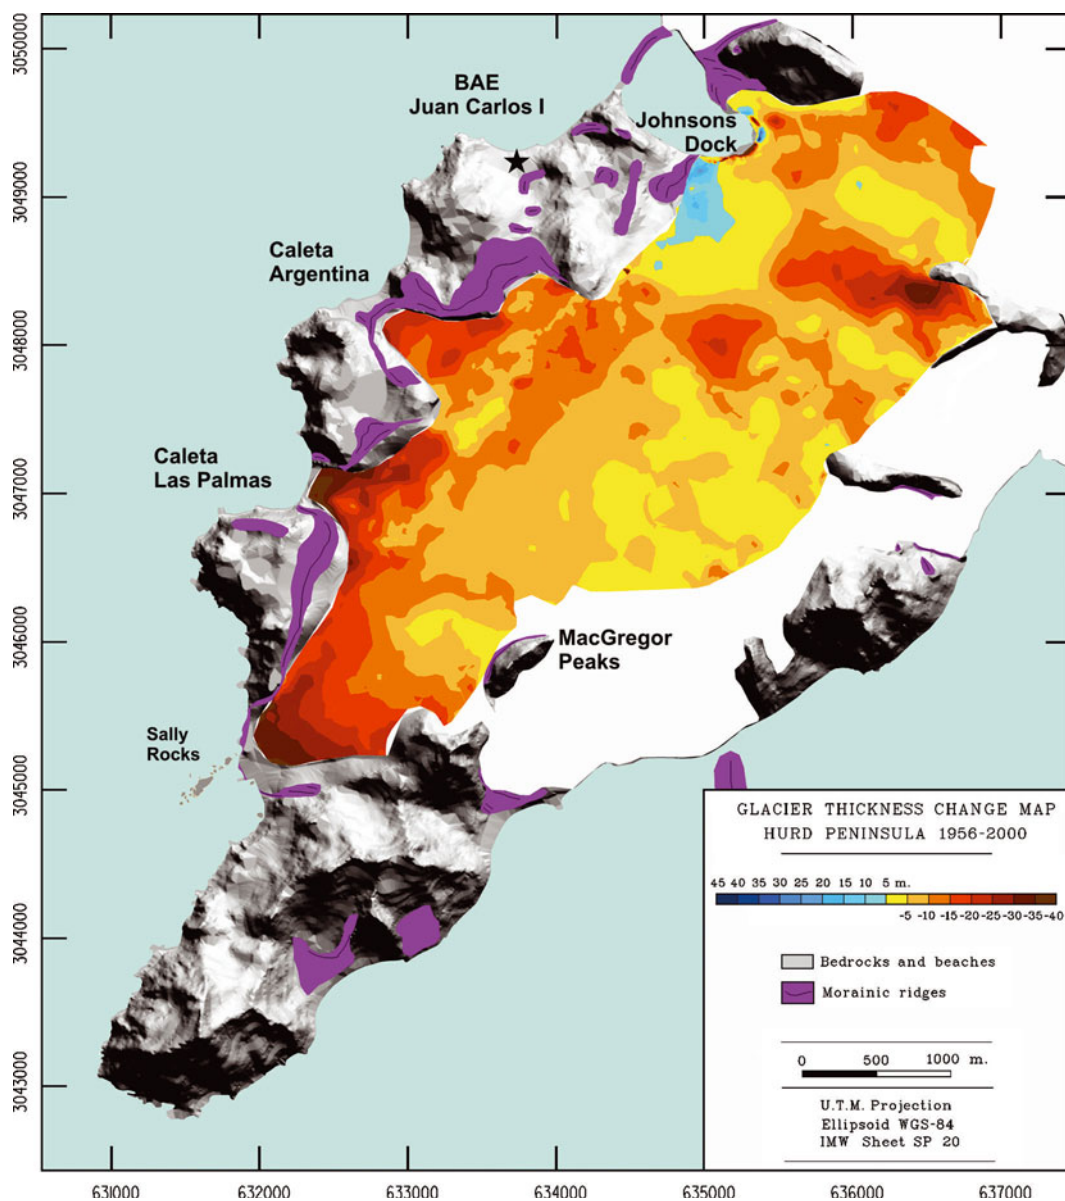 BAE
Juan Carlos I
Johnsons
Dock
Caleta
Argentina
Caleta
Las Palmas
MacGregor
Peaks
Sally
Rocks
GLACIER THICKNESS CHANGE MAP
HURD PENINSULA 1956-2000
45 40 35 30 25 20 15 10 5 m.
-5 -10 -15 -20 -25 -30 -35 -40
Bedrocks and beaches
Morainic ridges
0 500 1000 m.
U.T.M. Projection
Ellipsoid WGS-84
IMW Sheet SP 20
3050000
3049000
3048000
3047000
3046000
3045000
3044000
3043000
631000 632000 633000 634000 635000 636000 637000